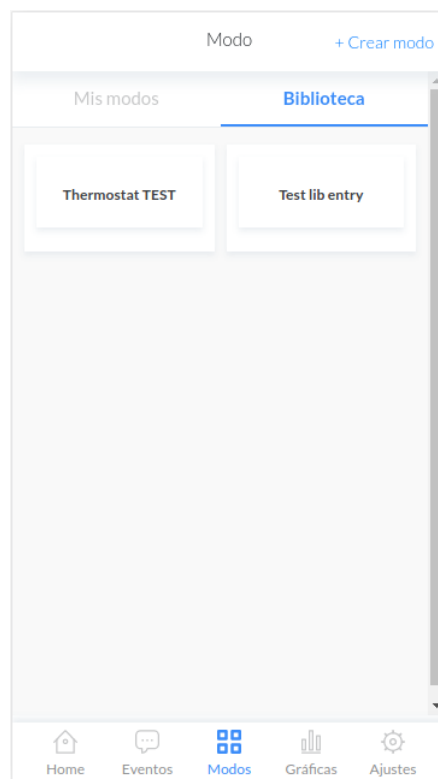 Modo + Crear modo
Mis modos Biblioteca
Thermostat TEST Test lib entry
Home Eventos Modos Gráficas Ajustes